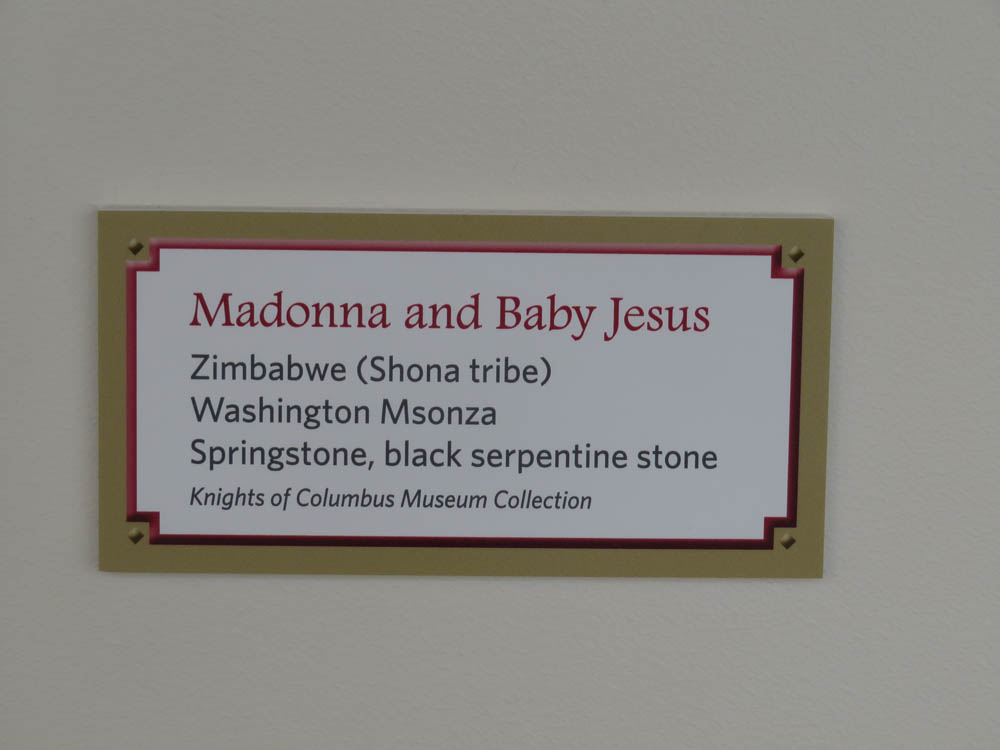 Madonna and Baby Jesus
Zimbabwe (Shona tribe)
Washington Msonza
Springstone, black serpentine stone
Knights of Columbus Museum Collection